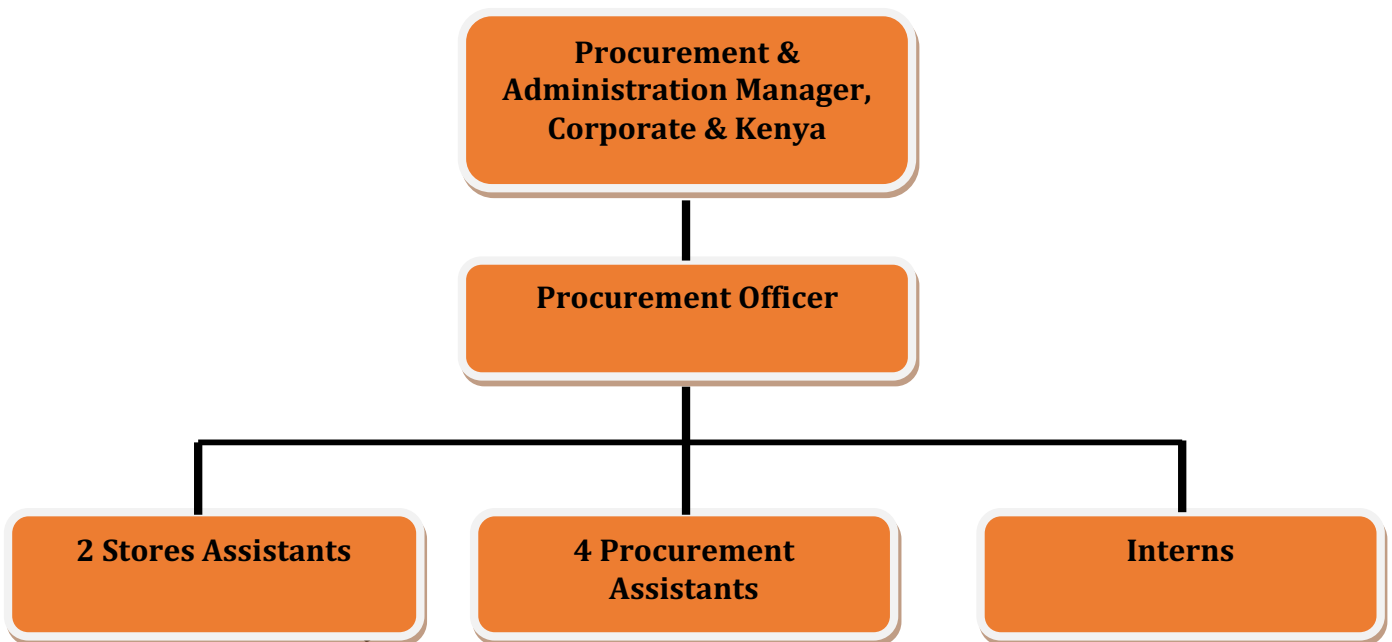 Procurement &
Administration Manager,
Corporate & Kenya
Procurement Officer
2 Stores Assistants
4 Procurement
Assistants
Interns